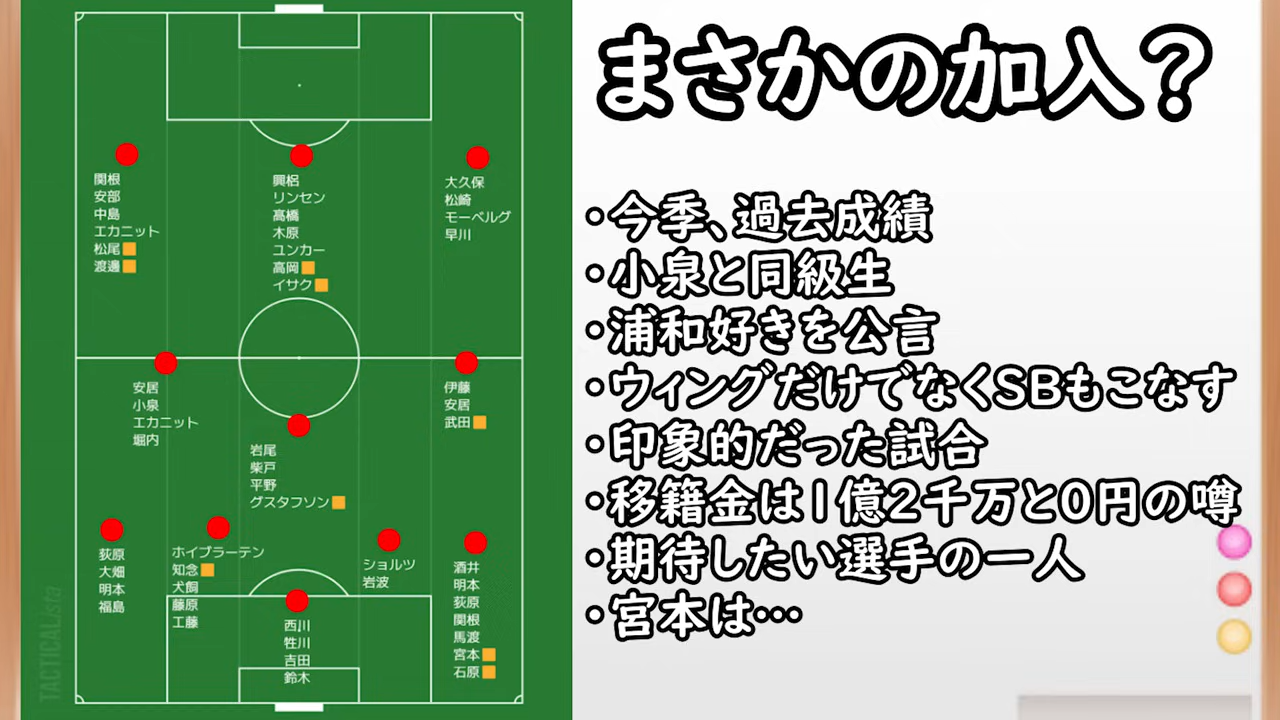 まさかの加入？
・今季、過去成績
・小泉と同級生
・浦和好きを公言
・ウィングだけでなくSBもこなす
・印象的だった試合
・移籍金は1億2千万と0円の噂
・期待したい選手の一人
・宮本は…
関根
安部
中島
エカニット
松尾
渡邊
興梠
リンセン
髙橋
木原
ユンカー
高岡
イサク
大久保
松崎
モーベルグ
早川
安居
小泉
エカニット
堀内
伊藤
安居
武田
岩尾
柴戸
平野
グスタフソン
荻原
大畑
明本
福島
ホイブラーテン
知念
犬飼
藤原
工藤
ショルツ
岩波
酒井
明本
荻原
関根
馬渡
宮本
石原
西川
牲川
吉田
鈴木
TACTICALista